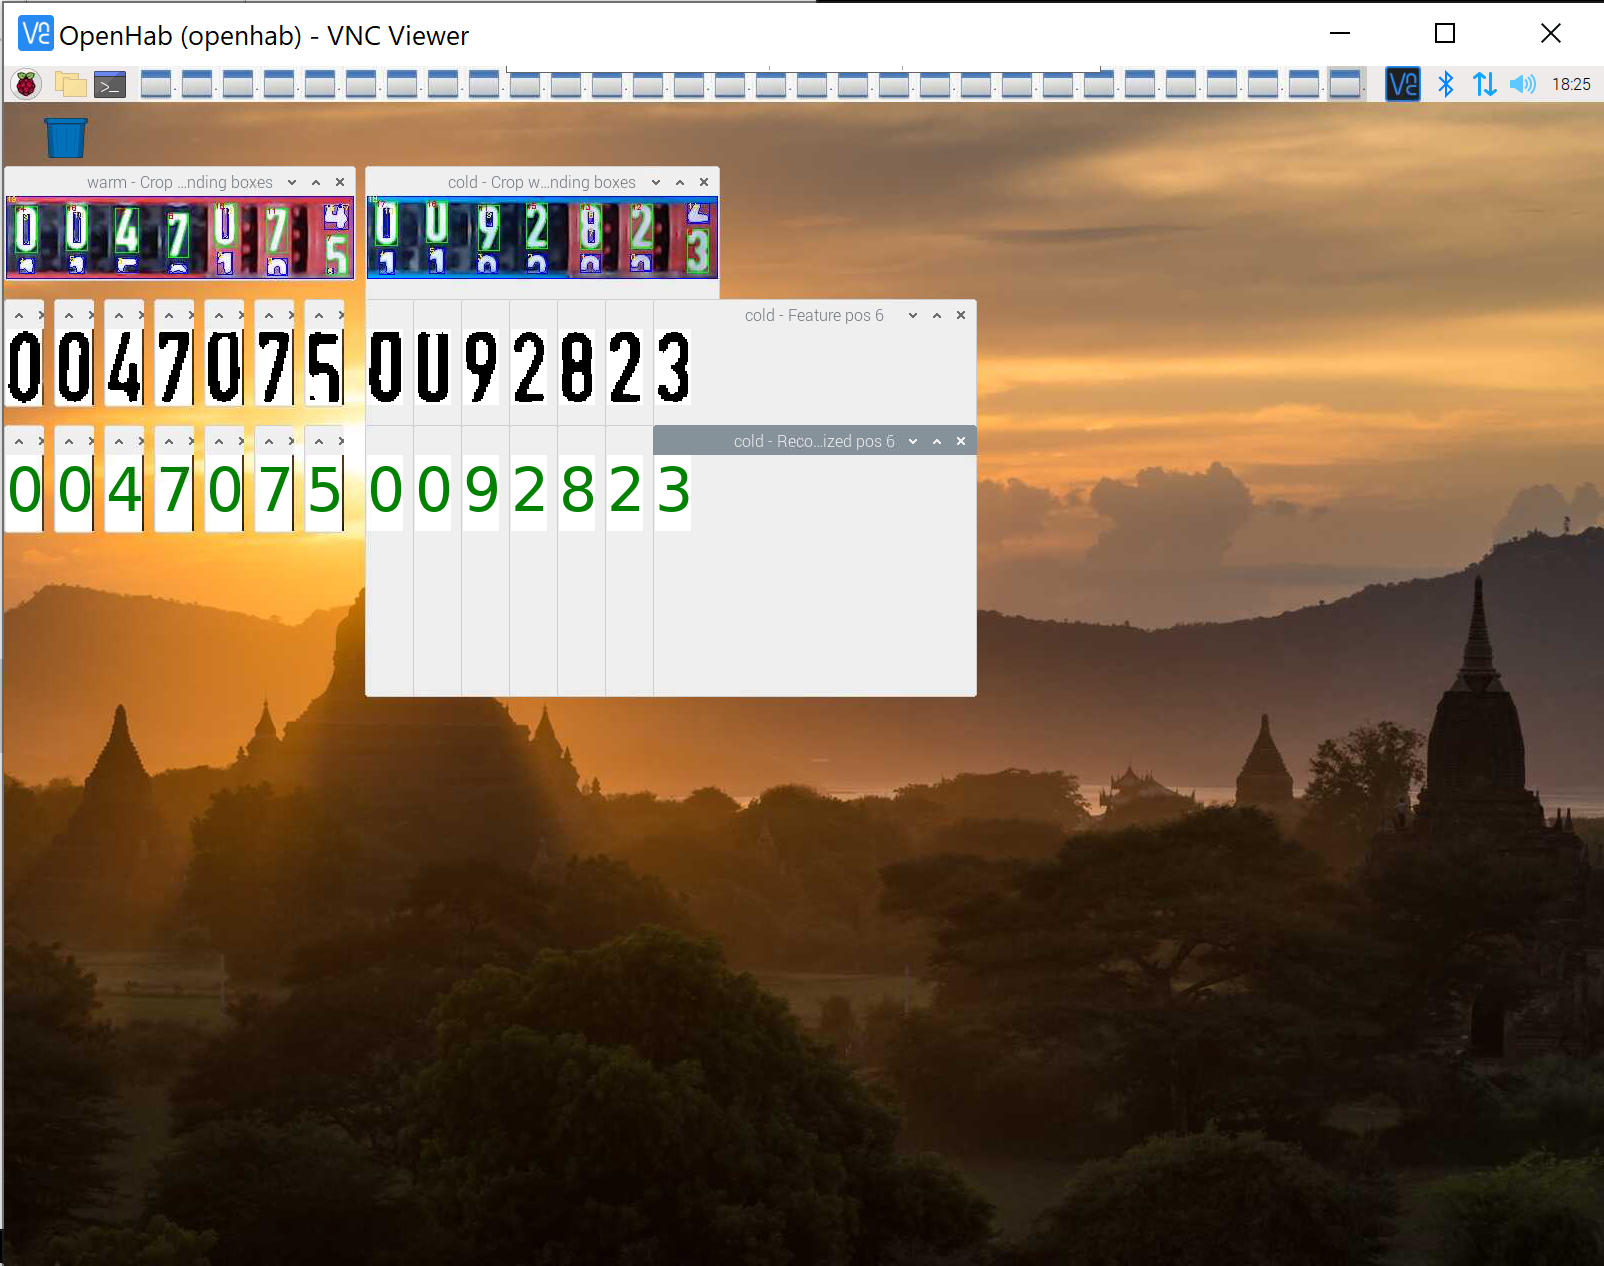 OpenHab (openhab) - VNC Viewer
18:25
warm - Crop ...nding boxes
cold - Crop w...nding boxes
0 0 4 7 0 7 4
5
0 0 9 2 8 2 2
3
cold - Feature pos 6
0 0 4 7 0 7 5
0 U 9 2 8 2 3
cold - Reco...ized pos 6
0 0 4 7 0 7 5
0 0 9 2 8 2 3